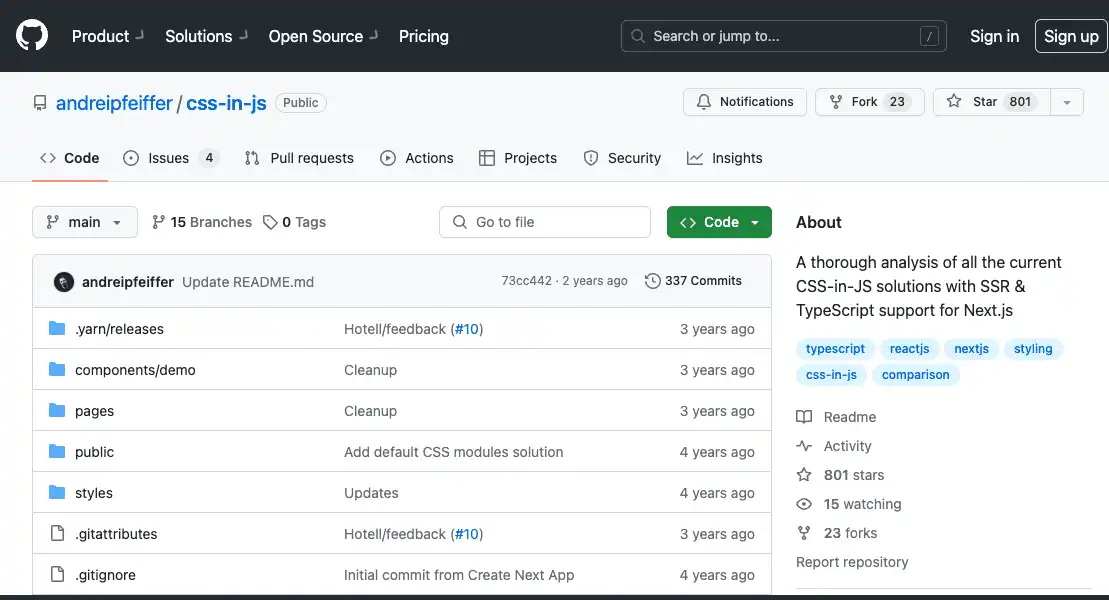 Product Solutions Open Source Pricing Search or jump to... / Sign in Sign up
andreipfeiffer / css-in-js Public Notifications Fork 23 Star 801
Code Issues 4 Pull requests Actions Projects Security Insights
main 15 Branches 0 Tags Go to file Code
andreipfeiffer Update README.md 73cc442 · 2 years ago 337 Commits
.yarn/releases Hotell/feedback (#10) 3 years ago
components/demo Cleanup 3 years ago
pages Cleanup 3 years ago
public Add default CSS modules solution 4 years ago
styles Updates 4 years ago
.gitattributes Hotell/feedback (#10) 3 years ago
.gitignore Initial commit from Create Next App 4 years ago
About
A thorough analysis of all the current
CSS-in-JS solutions with SSR &
TypeScript support for Next.js
typescript reactjs nextjs styling
css-in-js comparison
Readme
Activity
801 stars
15 watching
23 forks
Report repository